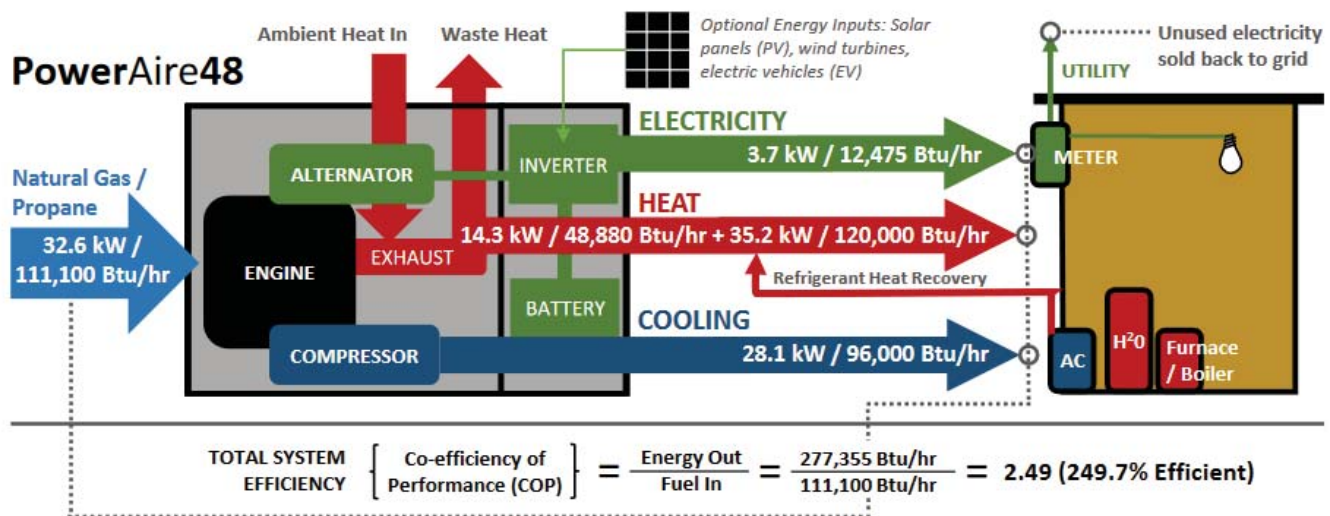 Ambient Heat In
Waste Heat
Optional Energy Inputs: Solar
panels (PV), wind turbines,
electric vehicles (EV)
Unused electricity
sold back to grid
PowerAire48
UTILITY
ELECTRICITY
3.7 kW / 12,475 Btu/hr
METER
ALTERNATOR
INVERTER
Natural Gas /
Propane
32.6 kW /
111,100 Btu/hr
HEAT
14.3 kW / 48,880 Btu/hr + 35.2 kW / 120,000 Btu/hr
ENGINE
EXHAUST
Refrigerant Heat Recovery
BATTERY
COOLING
28.1 kW / 96,000 Btu/hr
COMPRESSOR
AC
H²0
Furnace
/ Boiler
TOTAL SYSTEM
EFFICIENCY
Co-efficiency of
Performance (COP)
= Energy Out
Fuel In
= 277,355 Btu/hr
111,100 Btu/hr
= 2.49 (249.7% Efficient)